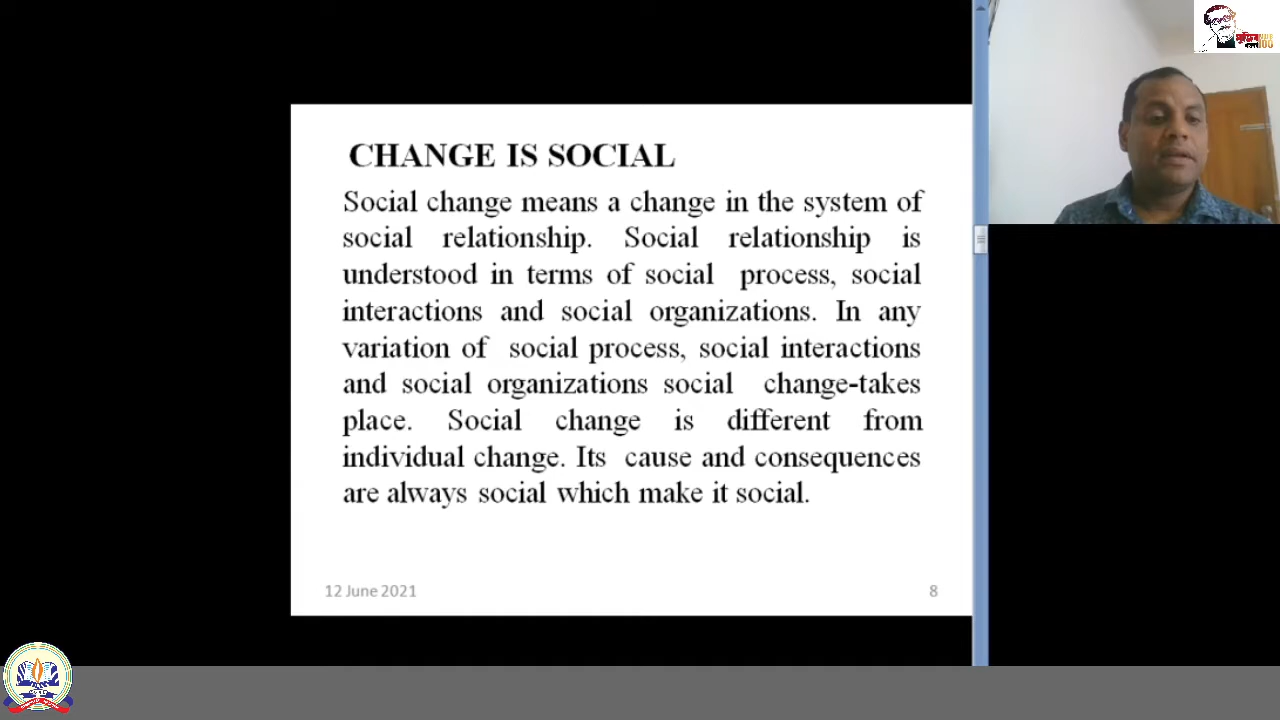 CHANGE IS SOCIAL
Social change means a change in the system of
social relationship. Social relationship is
understood in terms of social process, social
interactions and social organizations. In any
variation of social process, social interactions
and social organizations social change-takes
place. Social change is different from
individual change. Its cause and consequences
are always social which make it social.
12 June 2021
8
100